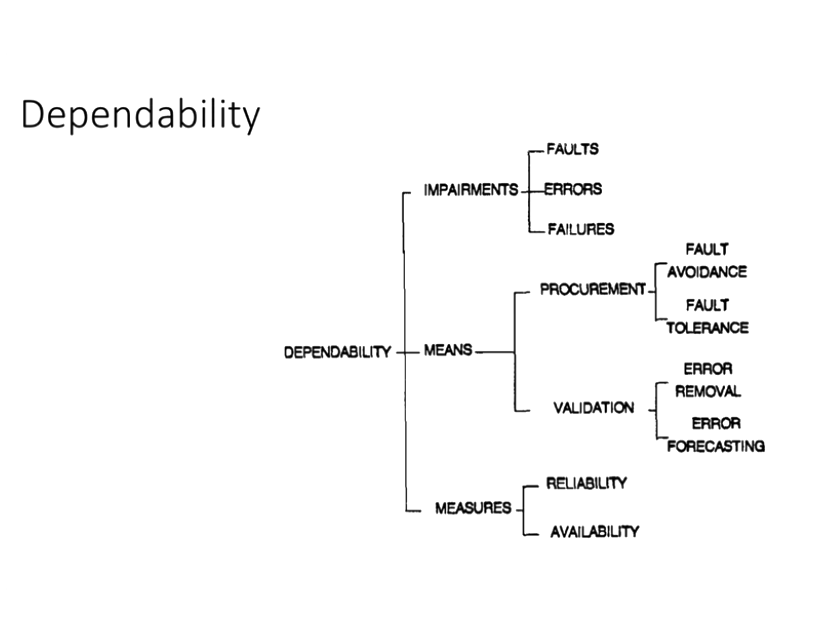 Dependability
FAULTS
IMPAIRMENTS
ERRORS
FAILURES
FAULT
AVOIDANCE
PROCUREMENT
FAULT
TOLERANCE
DEPENDABILITY
MEANS
ERROR
REMOVAL
VALIDATION
ERROR
FORECASTING
RELIABILITY
MEASURES
AVAILABILITY